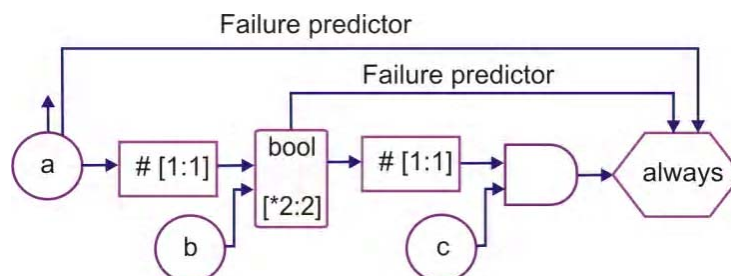 Failure predictor
Failure predictor
a
# [1:1]
bool
[*2:2]
# [1:1]
always
b
c